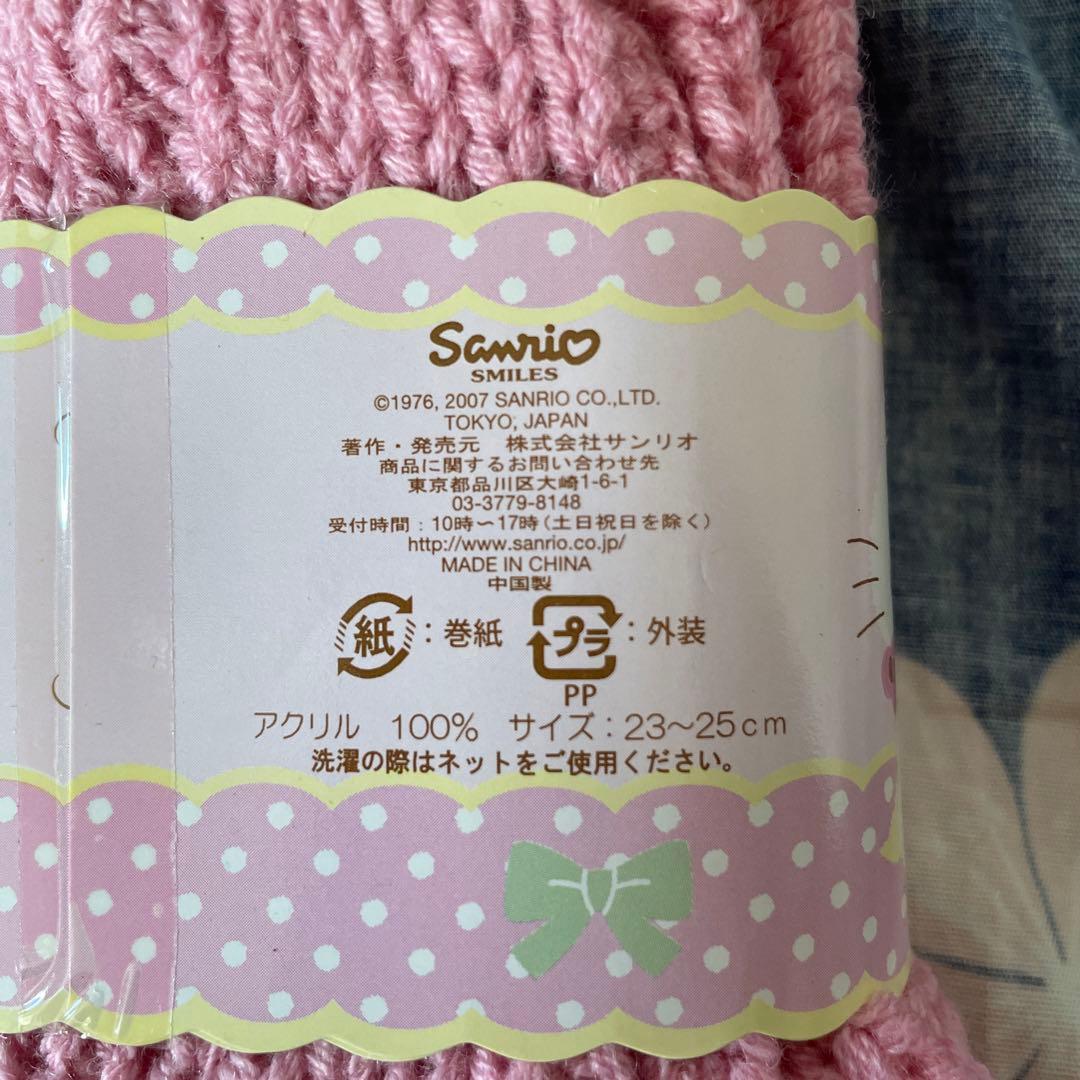 Sanrio
SMILES
©1976, 2007 SANRIO CO.,LTD.
TOKYO, JAPAN
著作・発売元　株式会社サンリオ
商品に関するお問い合わせ先
東京都品川区大崎1-6-1
03-3779-8148
受付時間：10時～17時(土日祝日を除く)
http://www.sanrio.co.jp/
MADE IN CHINA
中国製
紙：巻紙　プラ：外装
PP
アクリル　100%　サイズ：23～25cm
洗濯の際はネットをご使用ください。